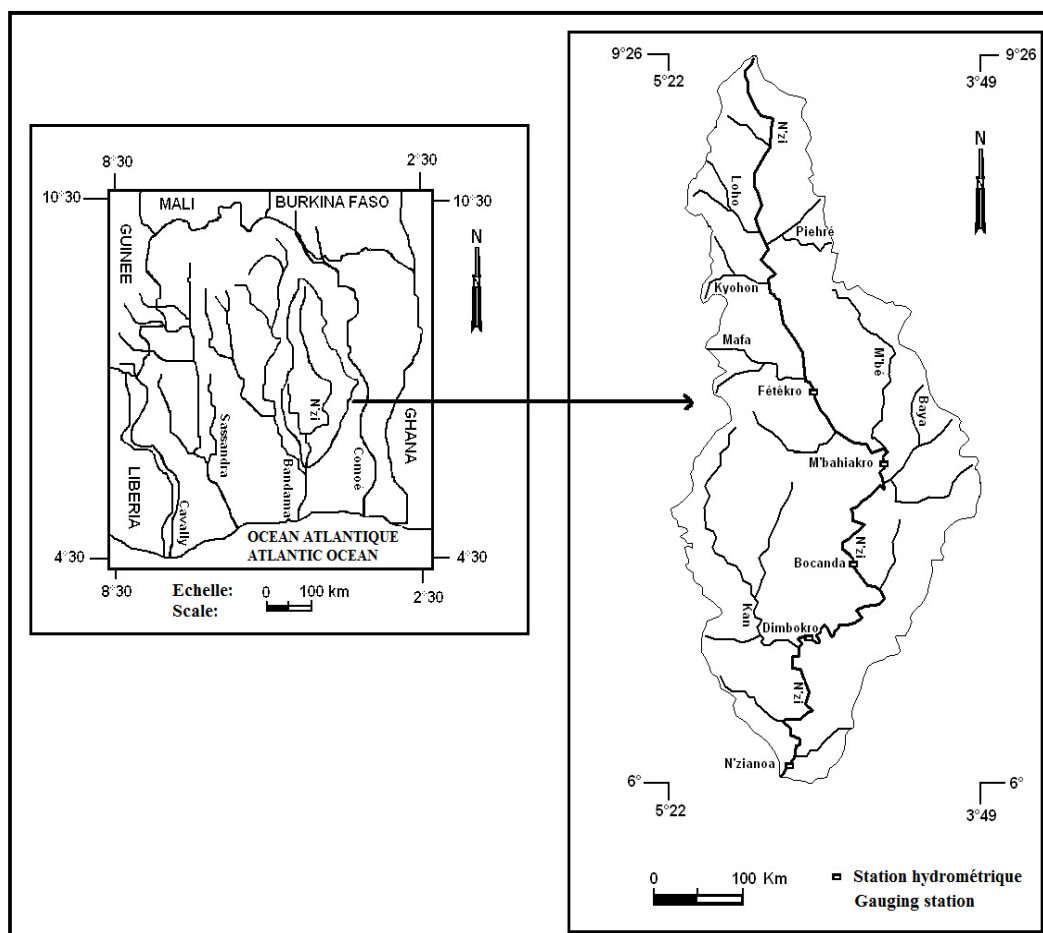 8°30
2°30
10°30
10°30
MALI
BURKINA FASO
GUINEE
N
N'zi
Sassandra
Bandama
Comoé
GHANA
LIBERIA
Cavally
OCEAN ATLANTIQUE
ATLANTIC OCEAN
4°30
4°30
8°30
2°30
Echelle:
Scale:
0
100 km
9°26
9°26
5°22
3°49
N
N'zi
Loho
Piehré
Kyohon
Mafa
M'bé
Fétêkro
Baya
M'bahiakro
N'zi
Bocanda
Kan
Dimbokro
N'zi
N'zianoa
6°
6°
5°22
3°49
0
100 Km
Station hydrométrique
Gauging station